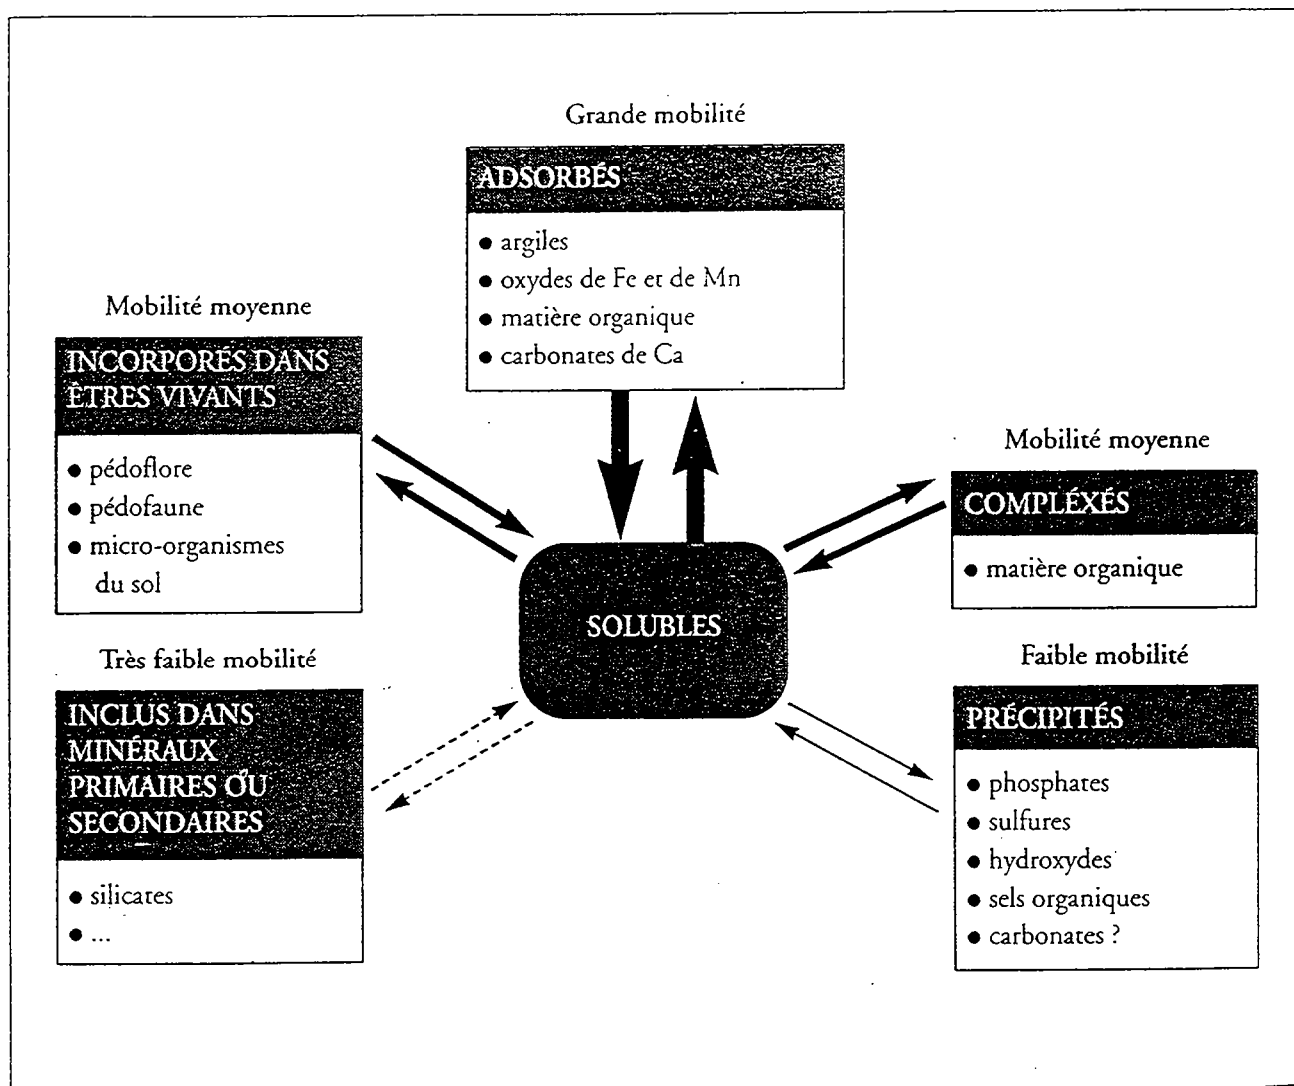 Grande mobilité
ADSORBÉS
● argiles
● oxydes de Fe et de Mn
● matière organique
● carbonates de Ca
Mobilité moyenne
INCORPORÉS DANS
ÊTRES VIVANTS
● pédoflore
● pédofaune
● micro-organismes
du sol
Mobilité moyenne
COMPLÉXÉS
● matière organique
SOLUBLES
Très faible mobilité
INCLUS DANS
MINÉRAUX
PRIMAIRES OU
SECONDAIRES
● silicates
● ...
Faible mobilité
PRÉCIPITÉS
● phosphates
● sulfures
● hydroxydes
● sels organiques
● carbonates ?